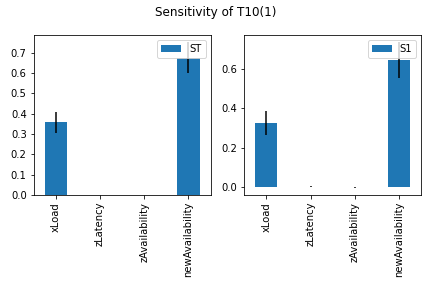 Sensitivity of T10(1)
ST
0.7
0.6
0.5
0.4
0.3
0.2
0.1
0.0
xLoad
zLatency
zAvailability
newAvailability
S1
0.6
0.4
0.2
0.0
xLoad
zLatency
zAvailability
newAvailability